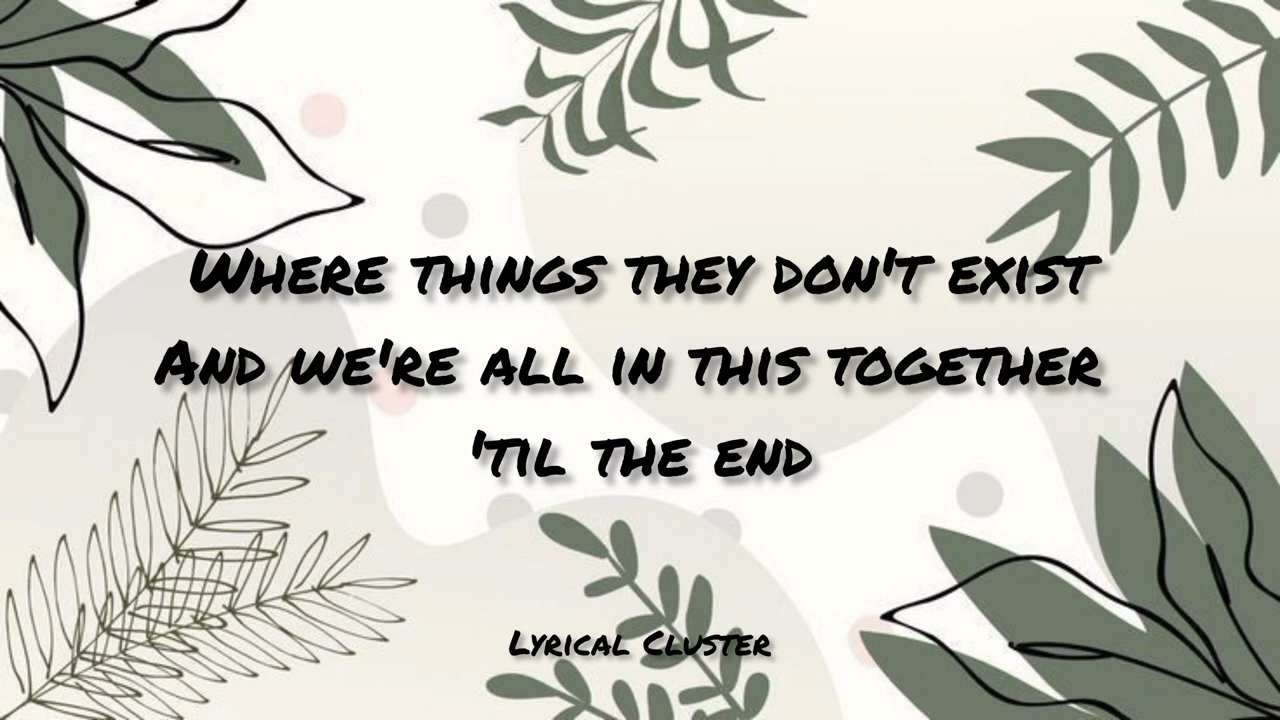 Where things they don't exist
And we're all in this together
'til the end
Lyrical Cluster